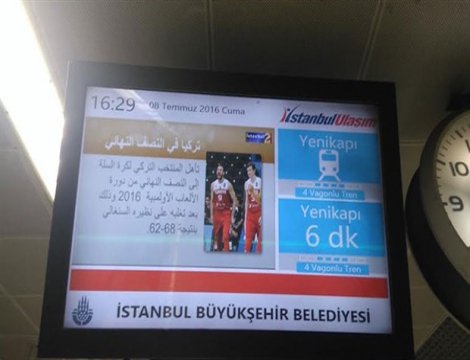 16:29
08 Temmuz 2016 Cuma
istanbulUlaşım
تركيا في النصف النهائي
تأهل المنتخب التركي لكرة السلة
إلى النصف النهائي من دورة
الألعاب الأولمبية 2016 وذلك
بعد تغلبه على نظيره السنغالي
بنتيجة 68-62.
Yenikapı
4 Vagonlu Tren
Yenikapı
6 dk
4 Vagonlu Tren
İSTANBUL BÜYÜKŞEHİR BELEDİYESİ